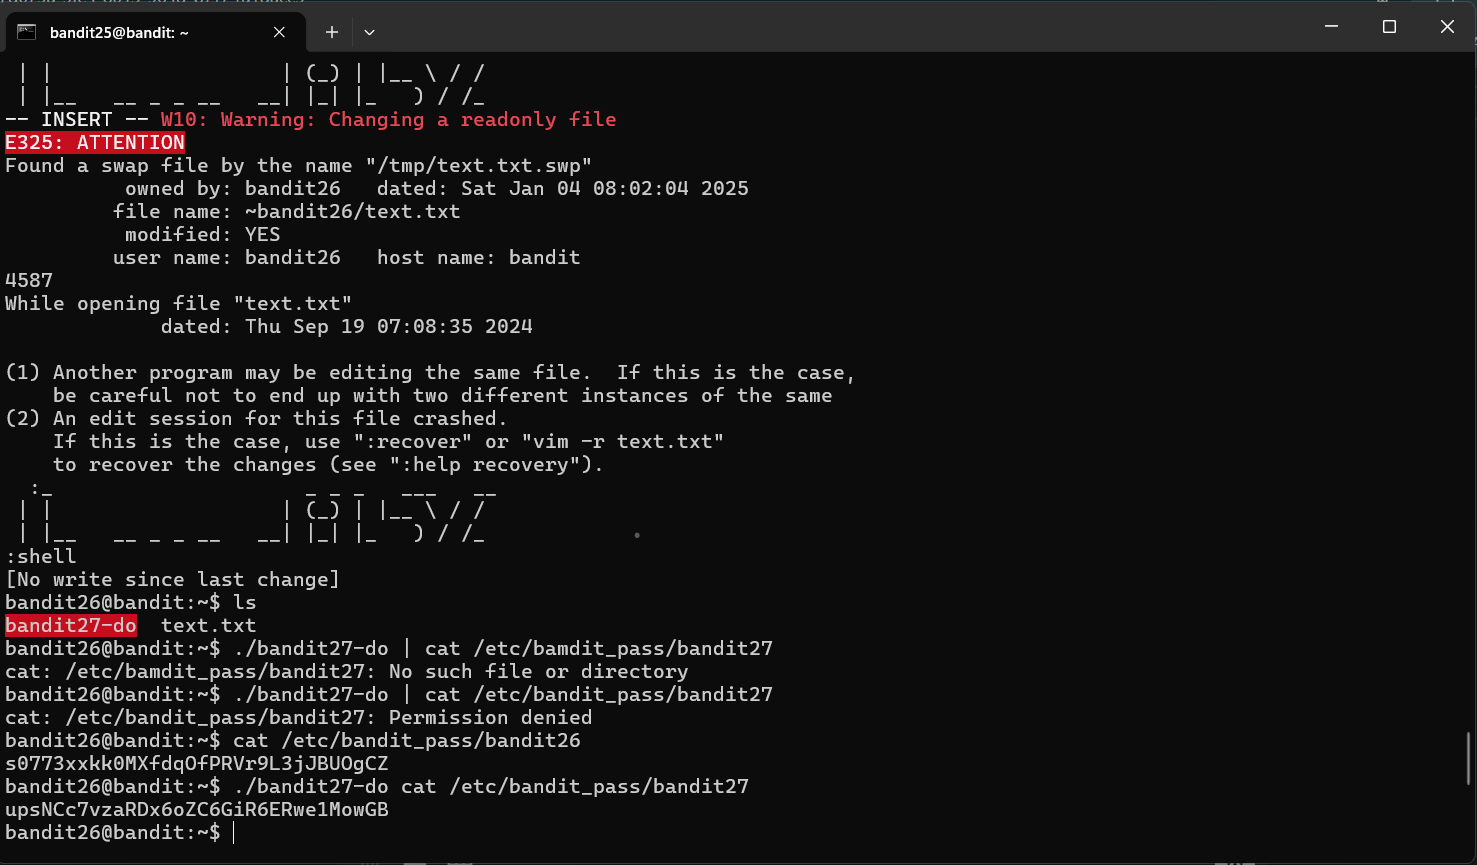 bandit25@bandit: ~
| |                   | (_) | |__ \ / /
| |__   __ _ _ __   __| |_| |_   ) / /_
-- INSERT -- W10: Warning: Changing a readonly file
E325: ATTENTION
Found a swap file by the name "/tmp/text.txt.swp"
          owned by: bandit26   dated: Sat Jan 04 08:02:04 2025
         file name: ~bandit26/text.txt
          modified: YES
         user name: bandit26   host name: bandit
4587
While opening file "text.txt"
             dated: Thu Sep 19 07:08:35 2024
(1) Another program may be editing the same file.  If this is the case,
    be careful not to end up with two different instances of the same
(2) An edit session for this file crashed.
    If this is the case, use ":recover" or "vim -r text.txt"
    to recover the changes (see ":help recovery").
  :_                     _ _ _   ___   __
 | |                   | (_) | |__ \ / /
 | |__   __ _ _ __   __| |_| |_   ) / /_
:shell
[No write since last change]
bandit26@bandit:~$ ls
bandit27-do  text.txt
bandit26@bandit:~$ ./bandit27-do | cat /etc/bamdit_pass/bandit27
cat: /etc/bamdit_pass/bandit27: No such file or directory
bandit26@bandit:~$ ./bandit27-do | cat /etc/bandit_pass/bandit27
cat: /etc/bandit_pass/bandit27: Permission denied
bandit26@bandit:~$ cat /etc/bandit_pass/bandit26
s0773xxkk0MXfdqOfPRVr9L3jJBUOgCZ
bandit26@bandit:~$ ./bandit27-do cat /etc/bandit_pass/bandit27
upsNCc7vzaRDx6oZC6GiR6ERwe1MowGB
bandit26@bandit:~$